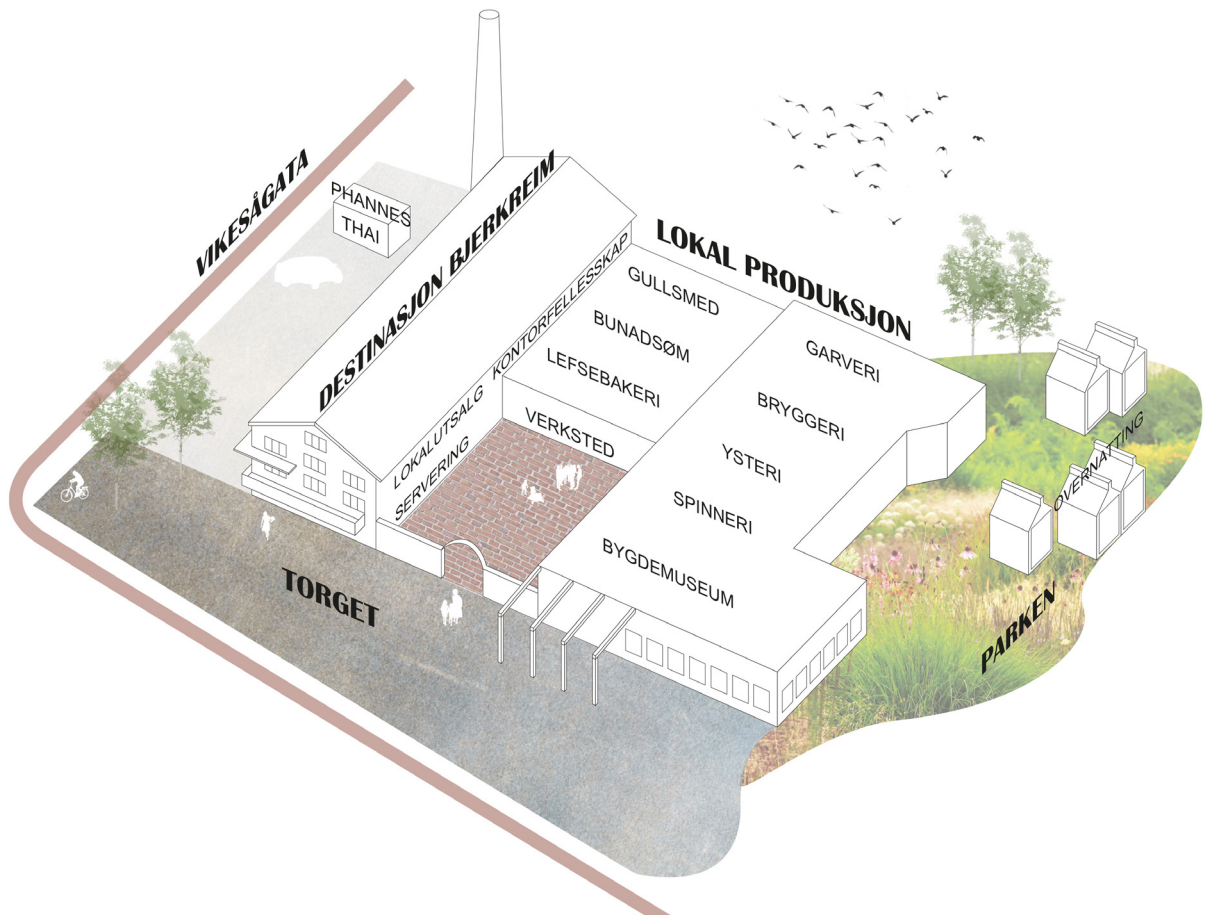 VIKESÅGATA
PHANNES
THAI
DESTINASJON BJERKREIM
KONTORFELLESSKAP
LOKALUTSALG
SERVERING
LOKAL PRODUKSJON
GULLSMED
BUNADSØM
LEFSEBAKERI
VERKSTED
GARVERI
BRYGGERI
YSTERI
SPINNERI
BYGDEMUSEUM
TORGET
OVERNATTING
PARKEN